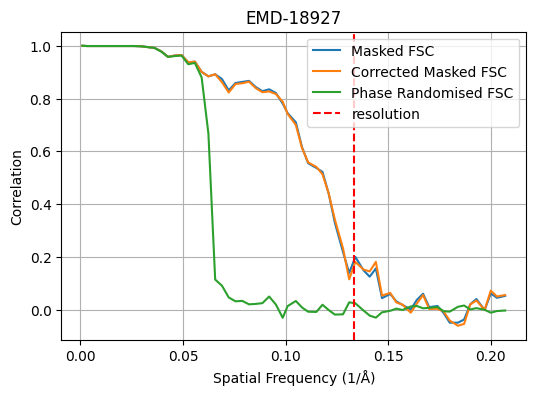 EMD-18927
Masked FSC
Corrected Masked FSC
Phase Randomised FSC
resolution
Correlation
1.0
0.8
0.6
0.4
0.2
0.0
0.00 0.05 0.10 0.15 0.20
Spatial Frequency (1/Å)